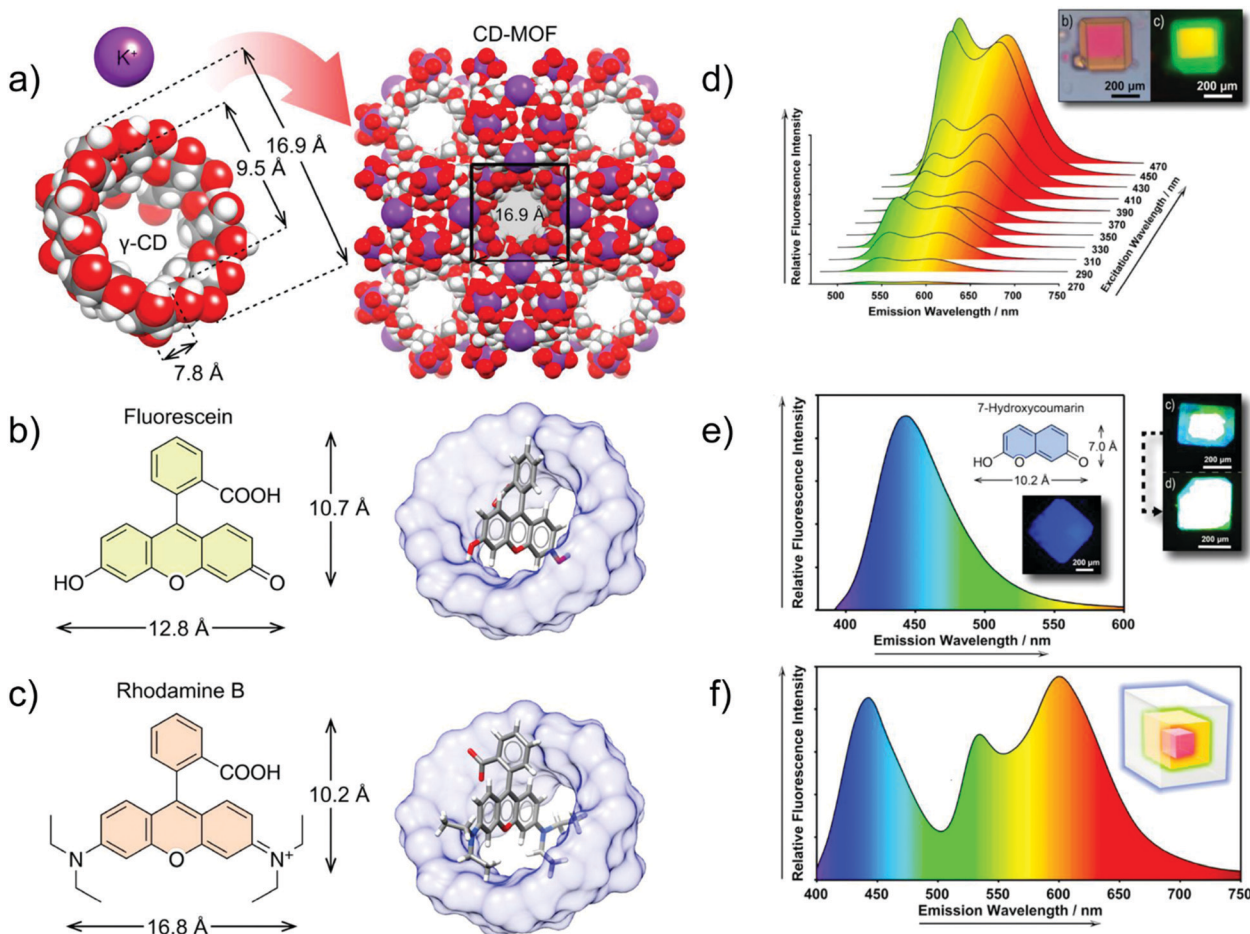 a)
K⁺
16.9 Å
9.5 Å
γ-CD
7.8 Å
CD-MOF
16.9 Å
b)
Fluorescein
COOH
HO
O
O
10.7 Å
12.8 Å
c)
Rhodamine B
COOH
N
O
N⁺
10.2 Å
16.8 Å
d)
Relative Fluorescence Intensity
b)
200 µm
c)
200 µm
470
450
430
410
390
370
350
330
310
290
270
Excitation Wavelength / nm
500 550 600 650 700 750
Emission Wavelength / nm
e)
Relative Fluorescence Intensity
7-Hydroxycoumarin
HO
O
O
7.0 Å
10.2 Å
200 µm
c)
200 µm
d)
200 µm
400 450 500 550 600
Emission Wavelength / nm
f)
Relative Fluorescence Intensity
400 450 500 550 600 650 700 750
Emission Wavelength / nm